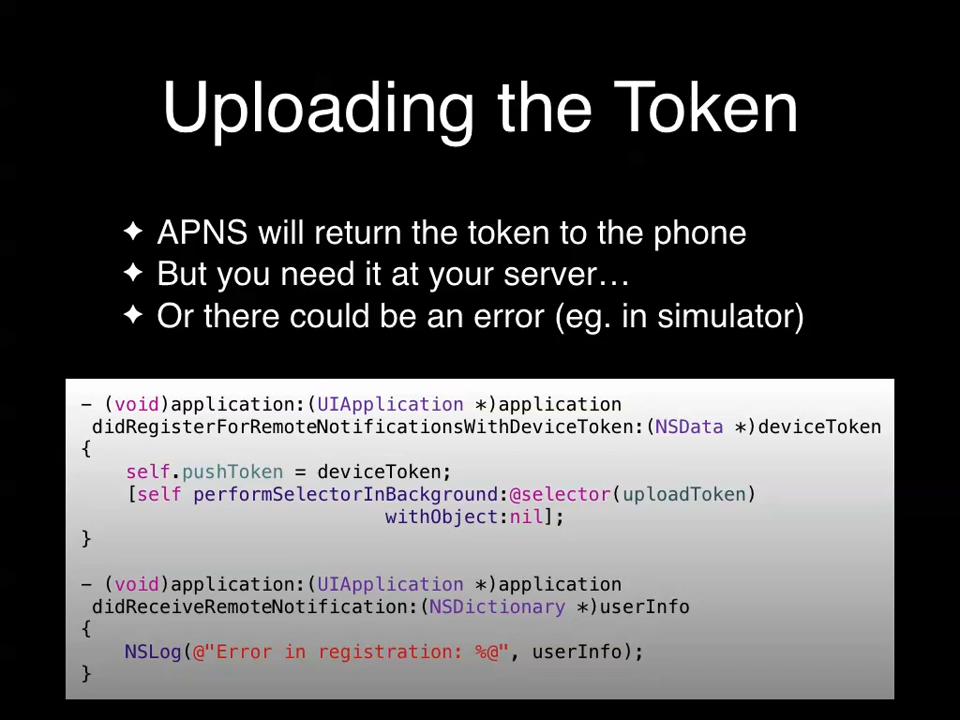 Uploading the Token
✦ APNS will return the token to the phone
✦ But you need it at your server…
✦ Or there could be an error (eg. in simulator)
- (void)application:(UIApplication *)application
didRegisterForRemoteNotificationsWithDeviceToken:(NSData *)deviceToken
{
self.pushToken = deviceToken;
[self performSelectorInBackground:@selector(uploadToken)
withObject:nil];
}
- (void)application:(UIApplication *)application
didReceiveRemoteNotification:(NSDictionary *)userInfo
{
NSLog(@"Error in registration: %@", userInfo);
}